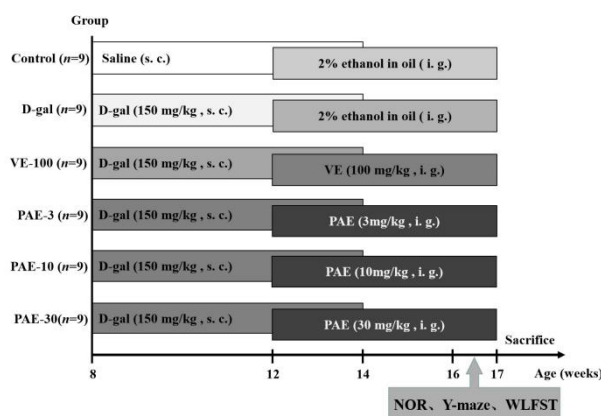 Group
Control (n=9) Saline (s. c.) 2% ethanol in oil ( i. g.)
D-gal (n=9) D-gal (150 mg/kg , s. c.) 2% ethanol in oil ( i. g.)
VE-100 (n=9) D-gal (150 mg/kg , s. c.) VE (100 mg/kg , i. g.)
PAE-3 (n=9) D-gal (150 mg/kg , s. c.) PAE (3mg/kg , i. g.)
PAE-10 (n=9) D-gal (150 mg/kg , s. c.) PAE (10mg/kg , i. g.)
PAE-30(n=9) D-gal (150 mg/kg , s. c.) PAE (30 mg/kg , i. g.)
Sacrifice
8 12 14 16 17 Age (weeks)
NOR、Y-maze、WLFST